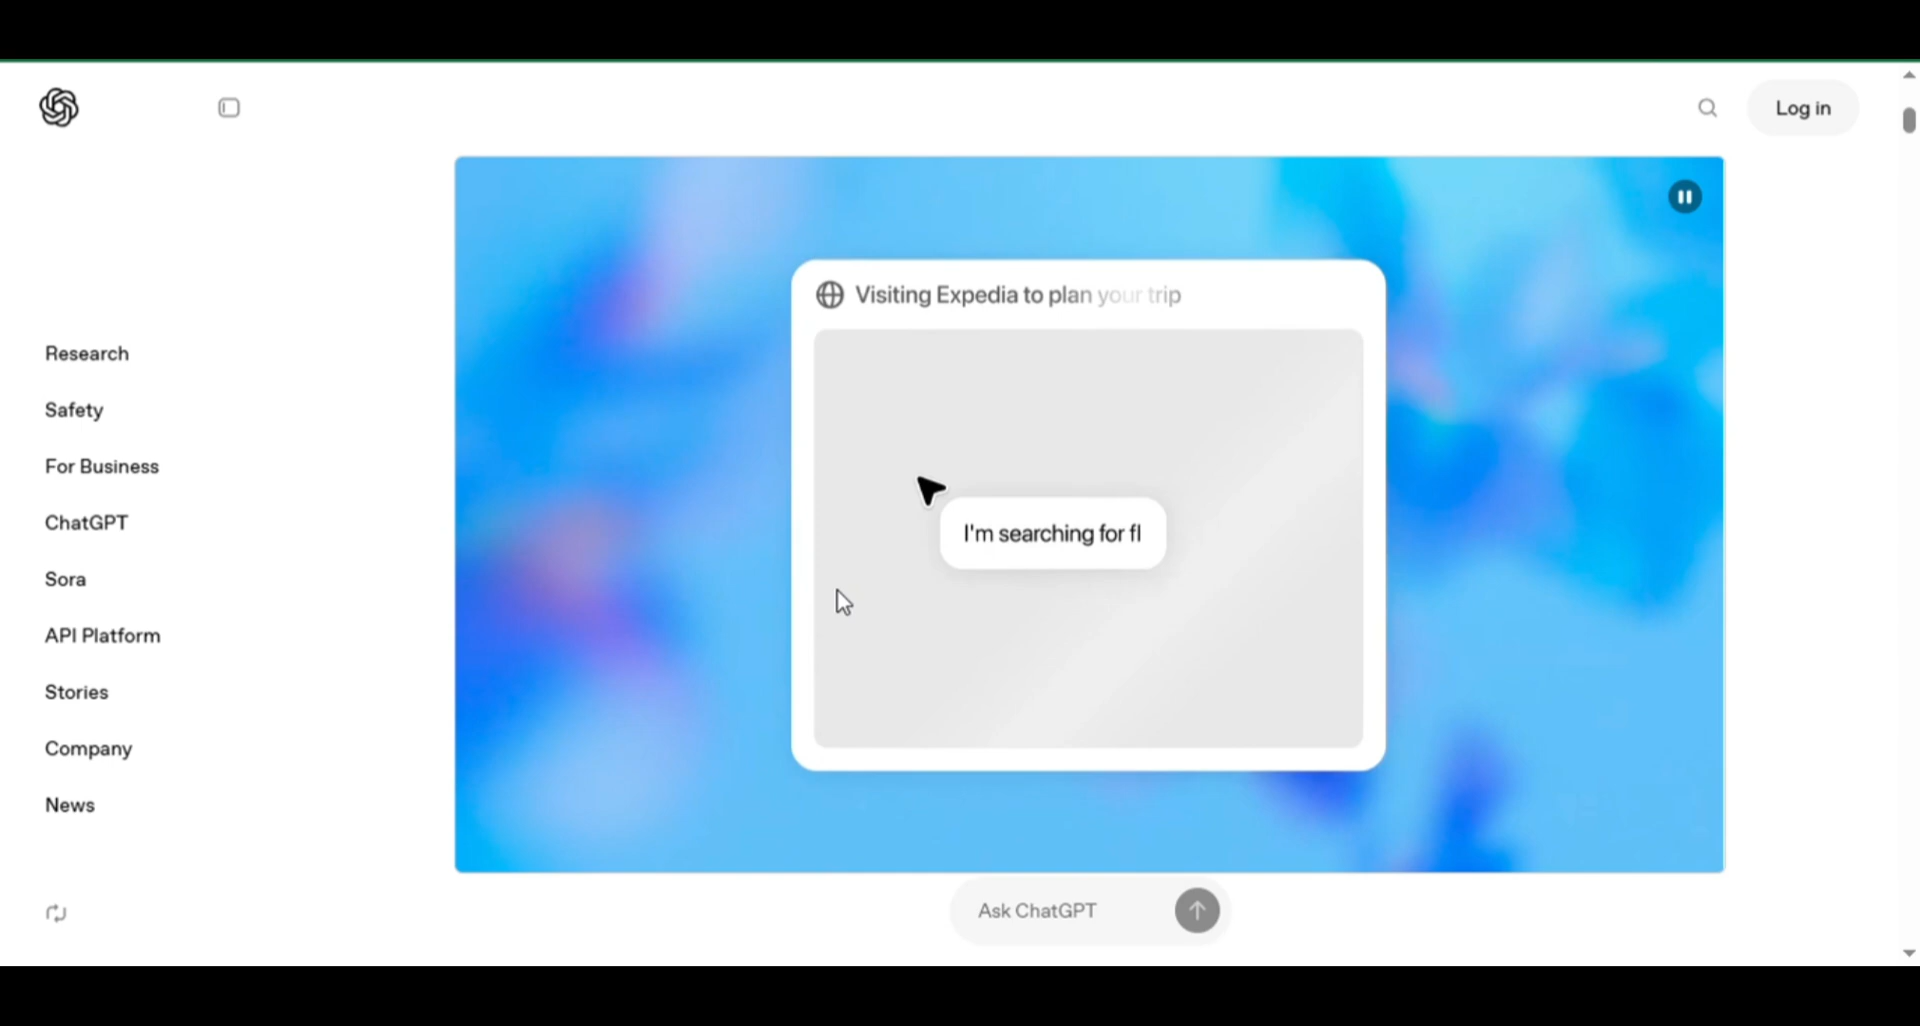 Log in
Research
Safety
For Business
ChatGPT
Sora
API Platform
Stories
Company
News
Visiting Expedia to plan your trip
I'm searching for fl
Ask ChatGPT